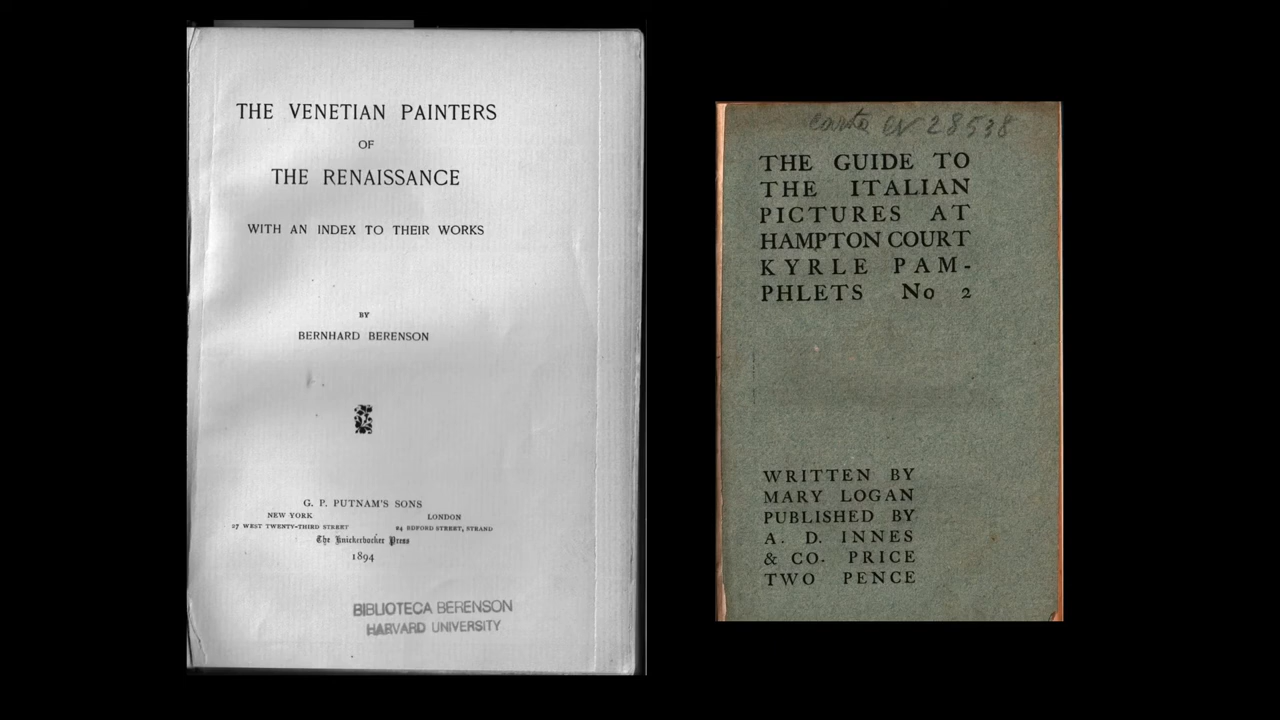 THE VENETIAN PAINTERS
OF
THE RENAISSANCE
WITH AN INDEX TO THEIR WORKS
BY
BERNHARD BERENSON
G. P. PUTNAM'S SONS
NEW YORK LONDON
27 WEST TWENTY-THIRD STREET 24 BDFORD STREET, STRAND
The Knickerbocker Press
1894
BIBLIOTECA BERENSON
HARVARD UNIVERSITY
28538
THE GUIDE TO
THE ITALIAN
PICTURES AT
HAMPTON COURT
KYRLE PAM-
PHLETS No 2
WRITTEN BY
MARY LOGAN
PUBLISHED BY
A. D. INNES
& CO. PRICE
TWO PENCE